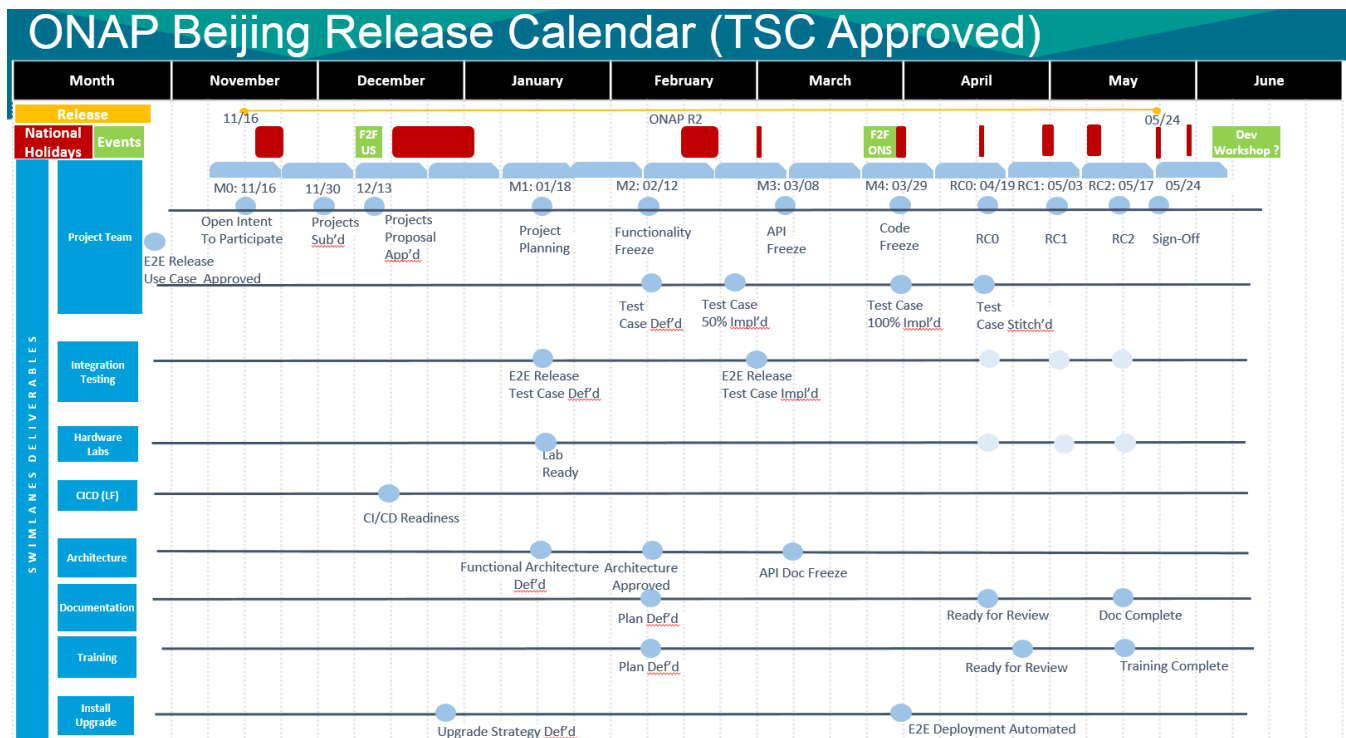 ONAP Beijing Release Calendar (TSC Approved)
Month November December January February March April May June
Release
11/16 ONAP R2 05/24
National
Holidays
Events
F2F
US
F2F
ONS
Dev
Workshop ?
M0: 11/16 11/30 12/13 M1: 01/18 M2: 02/12 M3: 03/08 M4: 03/29 RC0: 04/19 RC1: 05/03 RC2: 05/17 05/24
SWIMLANES DELIVERABLES
Project Team
E2E Release
Use Case Approved
Open Intent
To Participate
Projects
Sub'd
Projects
Proposal
App'd
Project
Planning
Functionality
Freeze
API
Freeze
Code
Freeze
RC0
RC1
RC2
Sign-Off
Test
Case Def'd
Test Case
50% Impl'd
Test Case
100% Impl'd
Test
Case Stitch'd
Integration
Testing
E2E Release
Test Case Def'd
E2E Release
Test Case Impl'd
Hardware
Labs
Lab
Ready
CICD (LF)
CI/CD Readiness
Architecture
Functional Architecture
Def'd
Architecture
Approved
API Doc Freeze
Documentation
Plan Def'd
Ready for Review
Doc Complete
Training
Plan Def'd
Ready for Review
Training Complete
Install
Upgrade
Upgrade Strategy Def'd
E2E Deployment Automated